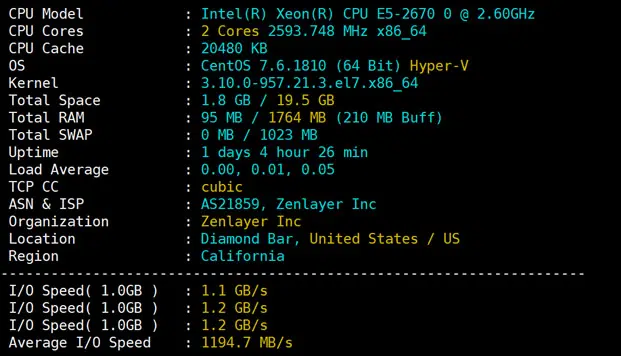 CPU Model : Intel(R) Xeon(R) CPU E5-2670 0 @ 2.60GHz
CPU Cores : 2 Cores 2593.748 MHz x86_64
CPU Cache : 20480 KB
OS : CentOS 7.6.1810 (64 Bit) Hyper-V
Kernel : 3.10.0-957.21.3.el7.x86_64
Total Space : 1.8 GB / 19.5 GB
Total RAM : 95 MB / 1764 MB (210 MB Buff)
Total SWAP : 0 MB / 1023 MB
Uptime : 1 days 4 hour 26 min
Load Average : 0.00, 0.01, 0.05
TCP CC : cubic
ASN & ISP : AS21859, Zenlayer Inc
Organization : Zenlayer Inc
Location : Diamond Bar, United States / US
Region : California
----------------------------------------------------------------------
I/O Speed( 1.0GB ) : 1.1 GB/s
I/O Speed( 1.0GB ) : 1.2 GB/s
I/O Speed( 1.0GB ) : 1.2 GB/s
Average I/O Speed : 1194.7 MB/s